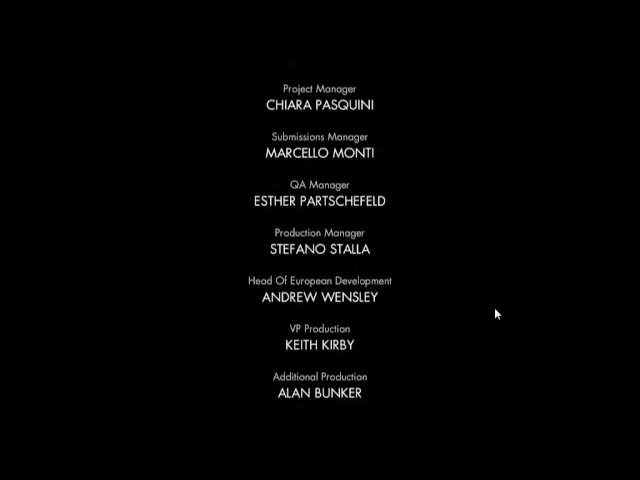 Project Manager
CHIARA PASQUINI
Submissions Manager
MARCELLO MONTI
QA Manager
ESTHER PARTSCHEFELD
Production Manager
STEFANO STALLA
Head Of European Development
ANDREW WENSLEY
VP Production
KEITH KIRBY
Additional Production
ALAN BUNKER